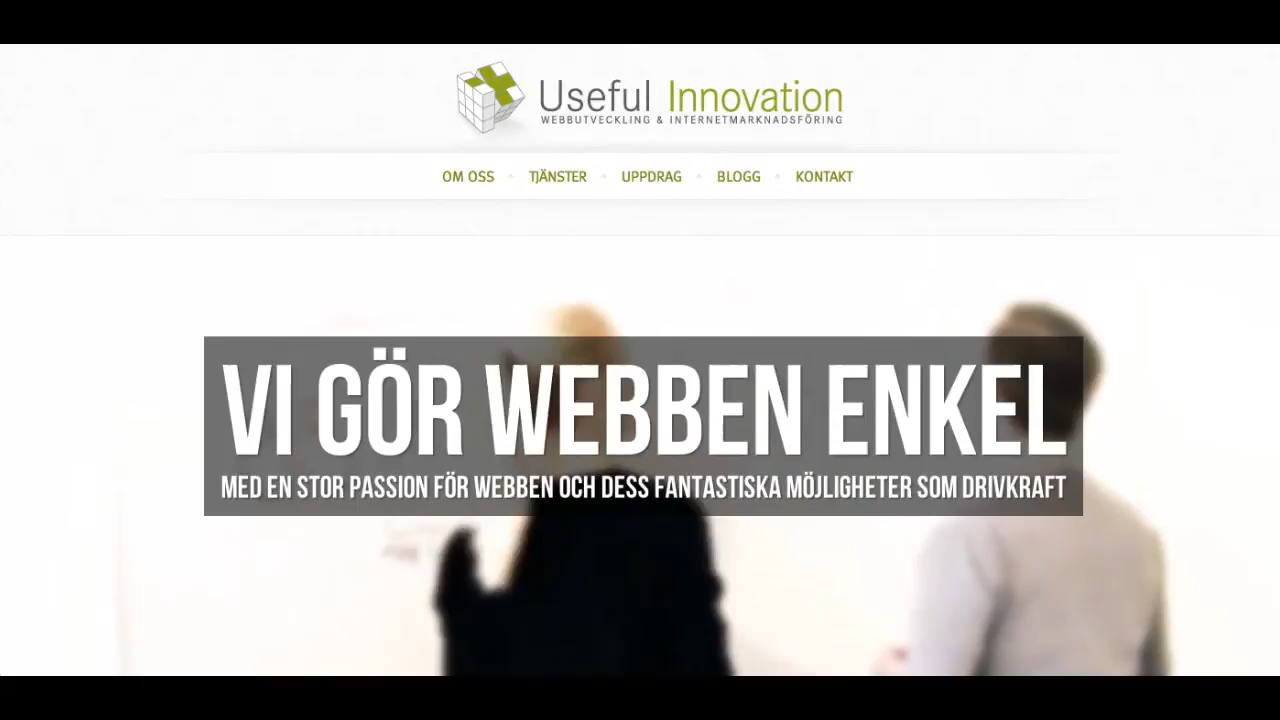 Useful Innovation
WEBBUTVECKLING & INTERNETMARKNADSFÖRING
OM OSS TJÄNSTER UPPDRAG BLOGG KONTAKT
VI GÖR WEBBEN ENKEL
MED EN STOR PASSION FÖR WEBBEN OCH DESS FANTASTISKA MÖJLIGHETER SOM DRIVKRAFT